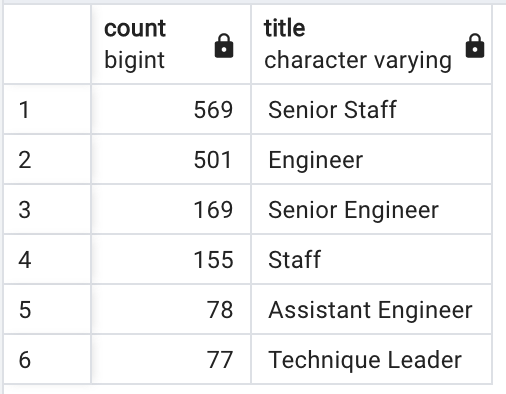 count title
bigint character varying
1 569 Senior Staff
2 501 Engineer
3 169 Senior Engineer
4 155 Staff
5 78 Assistant Engineer
6 77 Technique Leader